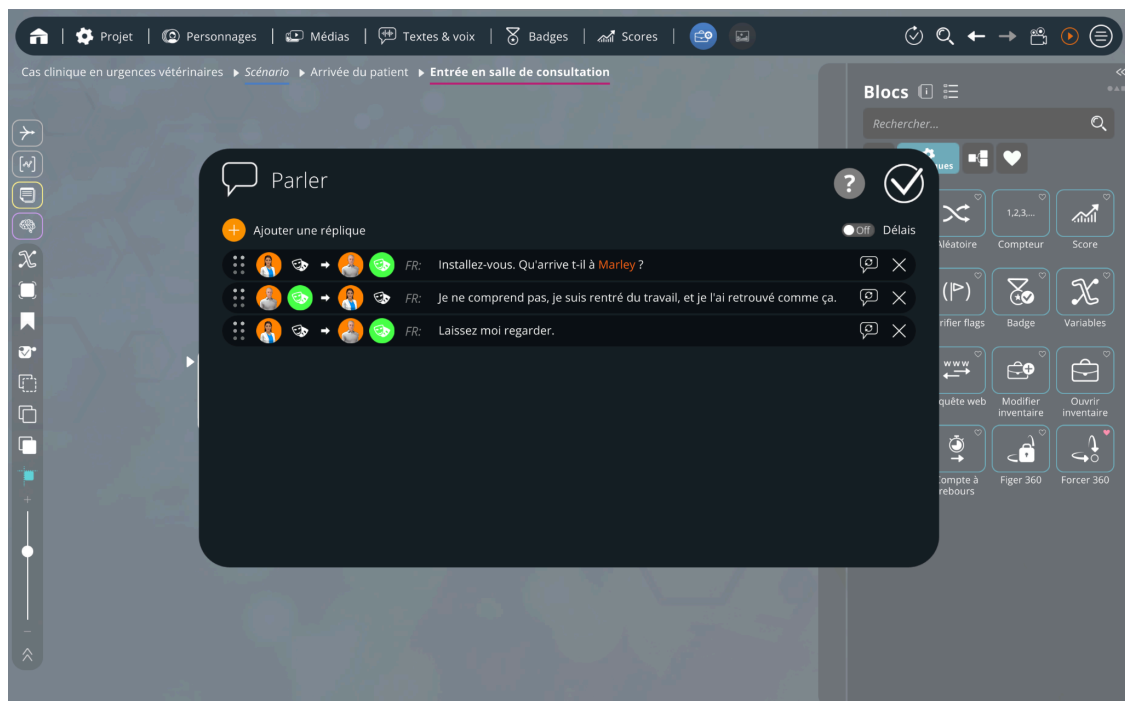 Projet Personnages Médias Textes & voix Badges Scores
Cas clinique en urgences vétérinaires Scénario Arrivée du patient Entrée en salle de consultation
Blocs
Rechercher...
ues
Parler
?
Ajouter une réplique
Off Délais
FR: Installez-vous. Qu'arrive t-il à Marley ?
FR: Je ne comprend pas, je suis rentré du travail, et je l'ai retrouvé comme ça.
FR: Laissez moi regarder.
1,2,3,...
Aléatoire Compteur Score
rifier flags Badge Variables
www
quête web Modifier inventaire Ouvrir inventaire
Compte à rebours Figer 360 Forcer 360